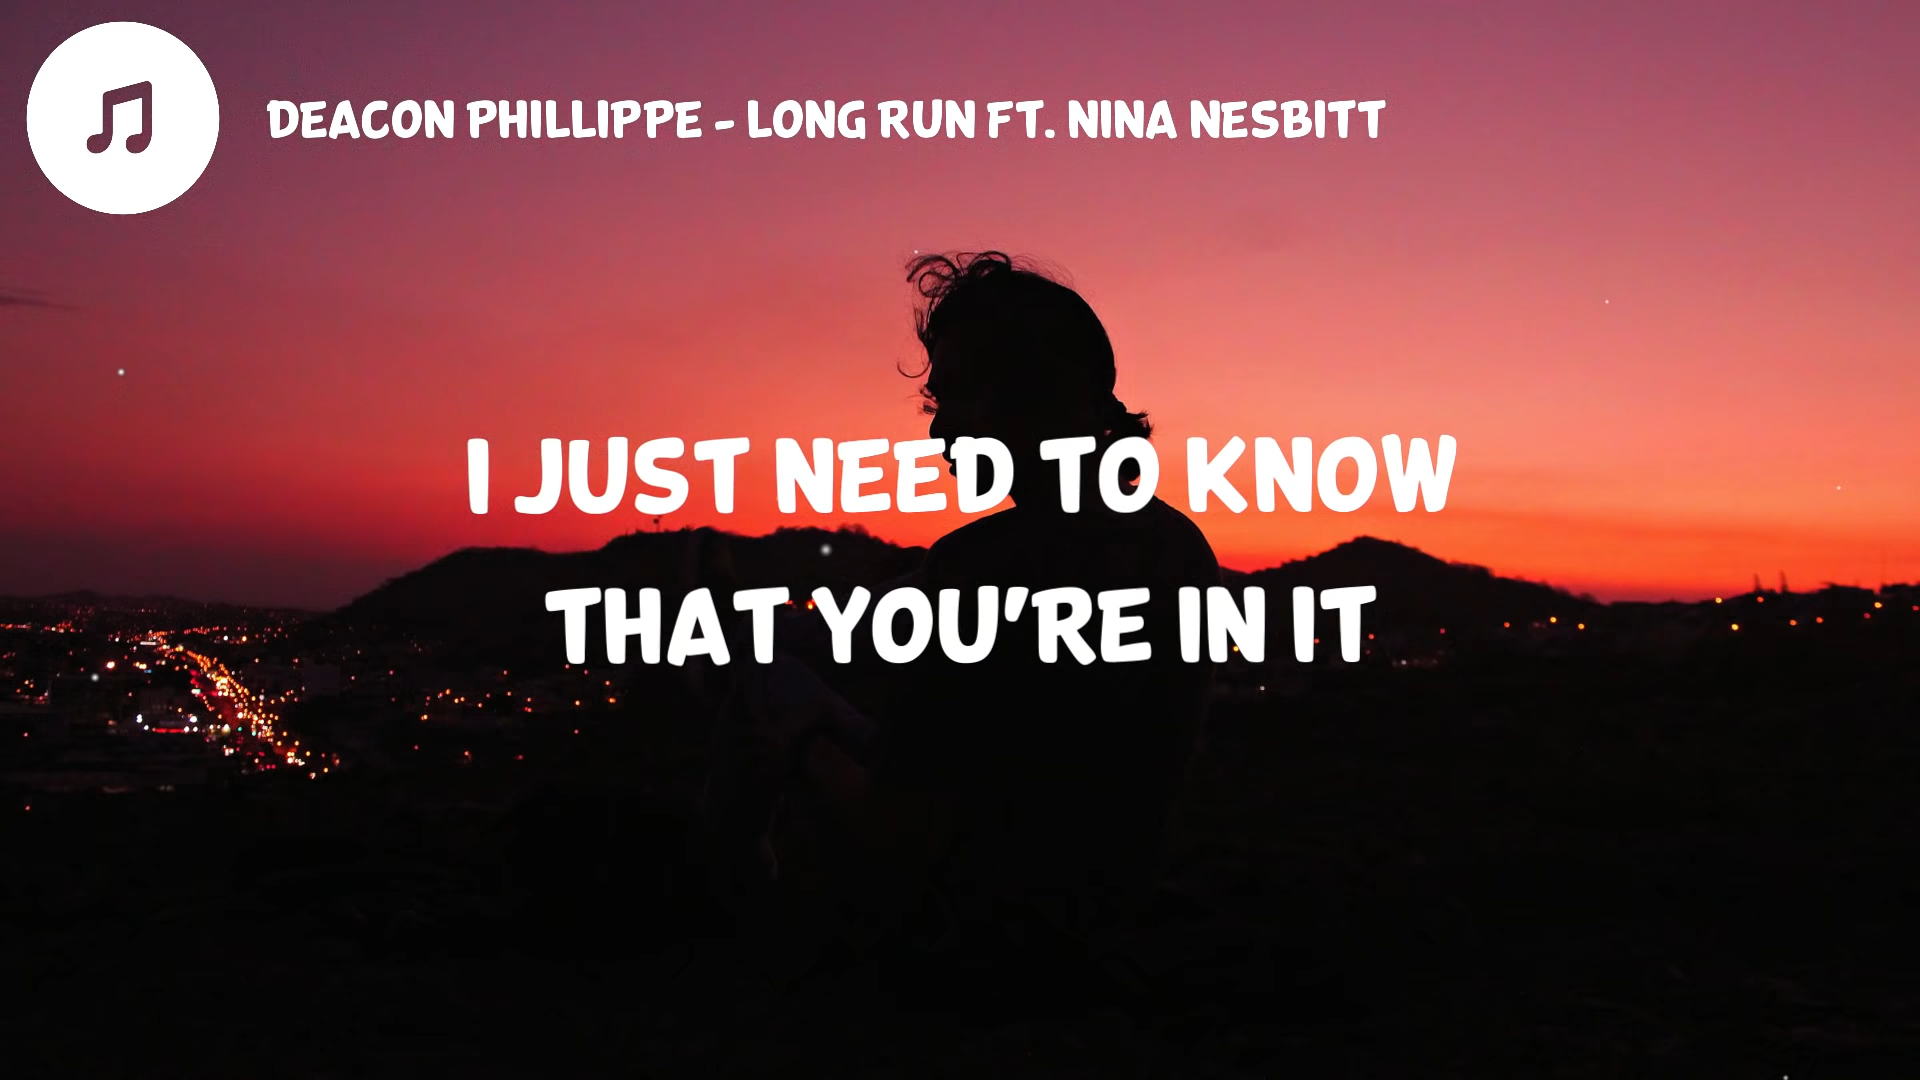 DEACON PHILLIPPE - LONG RUN FT. NINA NESBITT
I JUST NEED TO KNOW
THAT YOU'RE IN IT